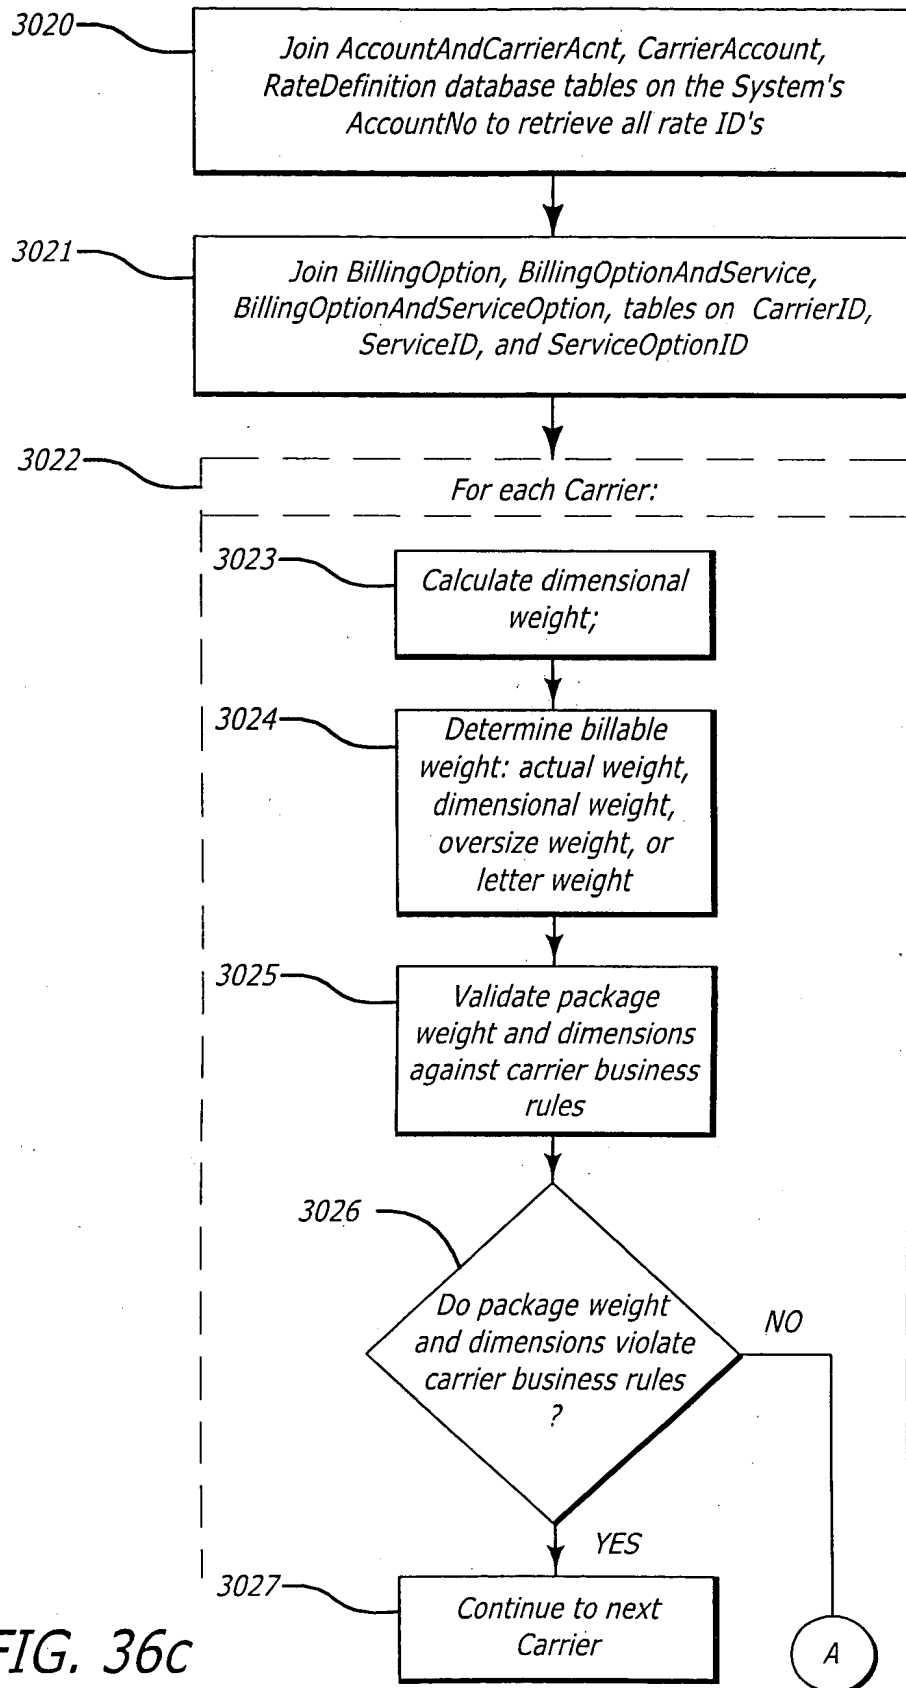 3020
Join AccountAndCarrierAcnt, CarrierAccount,
RateDefinition database tables on the System's
AccountNo to retrieve all rate ID's
3021
Join BillingOption, BillingOptionAndService,
BillingOptionAndServiceOption, tables on CarrierID,
ServiceID, and ServiceOptionID
3022
For each Carrier:
3023
Calculate dimensional
weight;
3024
Determine billable
weight: actual weight,
dimensional weight,
oversize weight, or
letter weight
3025
Validate package
weight and dimensions
against carrier business
rules
3026
Do package weight
and dimensions violate
carrier business rules
?
NO
YES
3027
Continue to next
Carrier
A
FIG. 36c